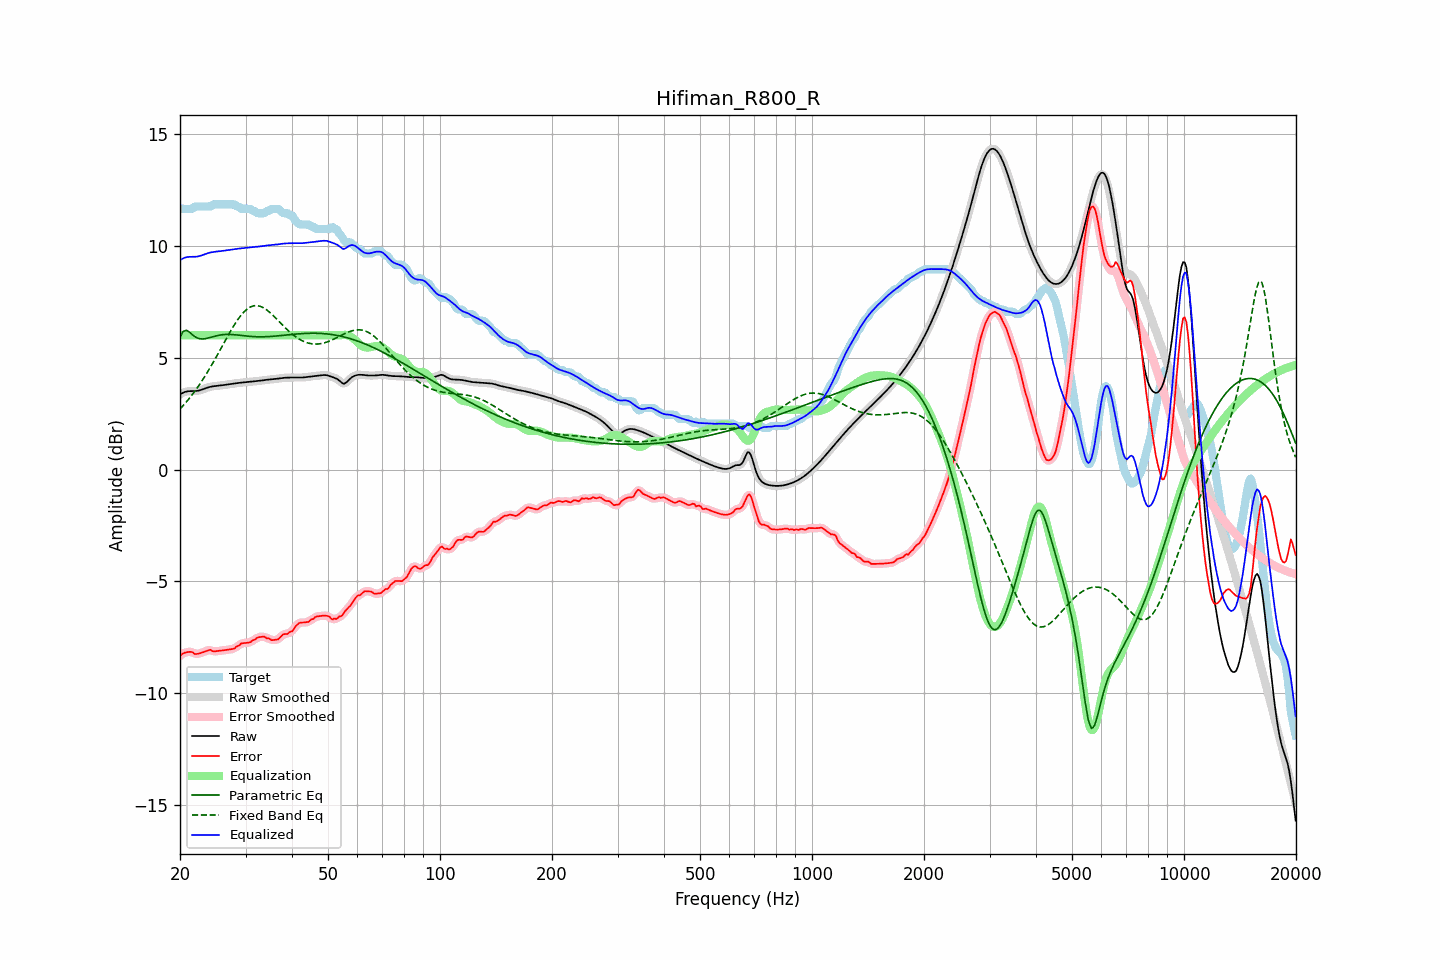 Hifiman_R800_R
Amplitude (dBr)
15
10
5
0
−5
−10
−15
Target
Raw Smoothed
Error Smoothed
Raw
Error
Equalization
Parametric Eq
Fixed Band Eq
Equalized
20 50 100 200 500 1000 2000 5000 10000 20000
Frequency (Hz)